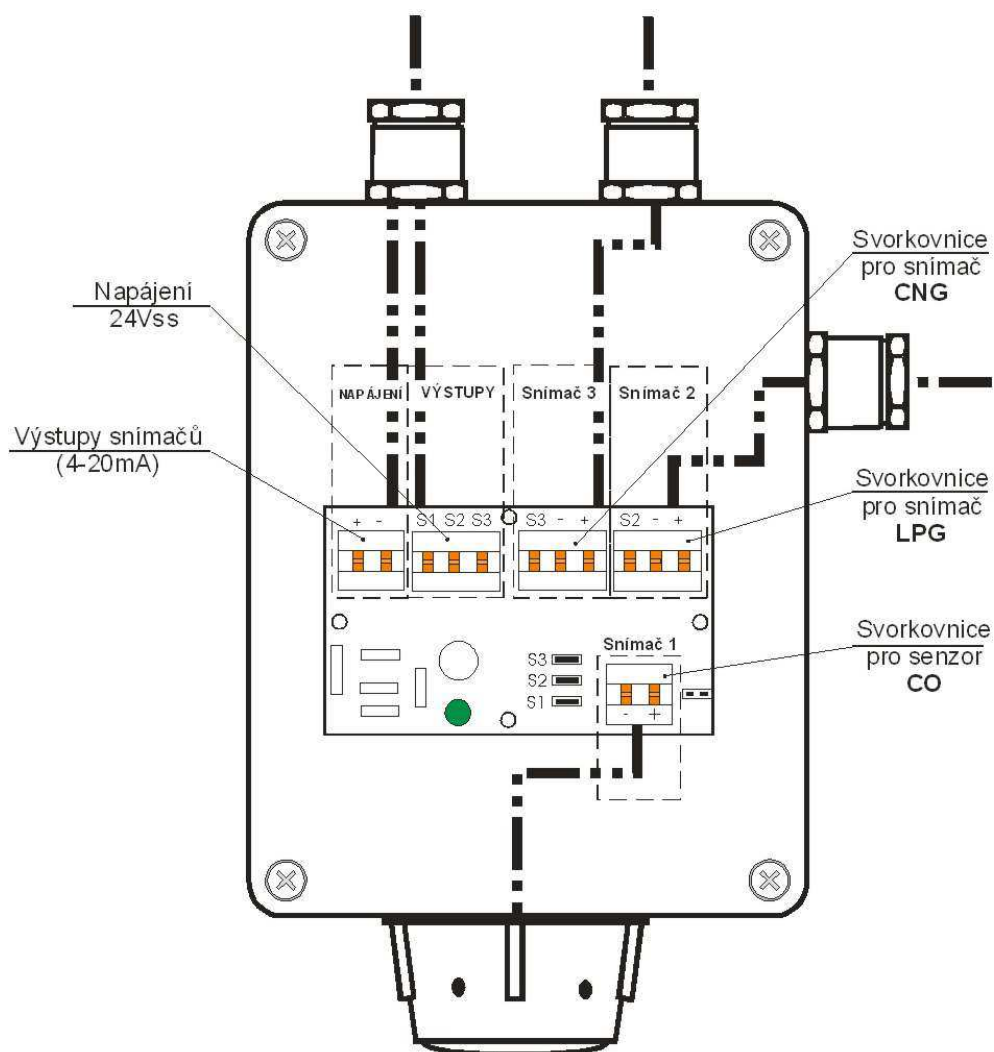 Svorkovnice
pro snímač
CNG
Napájení
24Vss
NAPÁJENÍ
VÝSTUPY
Snímač 3
Snímač 2
Výstupy snímačů
(4-20mA)
+ -
S1 S2 S3
S3 - +
S2 - +
Svorkovnice
pro snímač
LPG
Snímač 1
Svorkovnice
pro senzor
CO
S3
S2
S1
- +